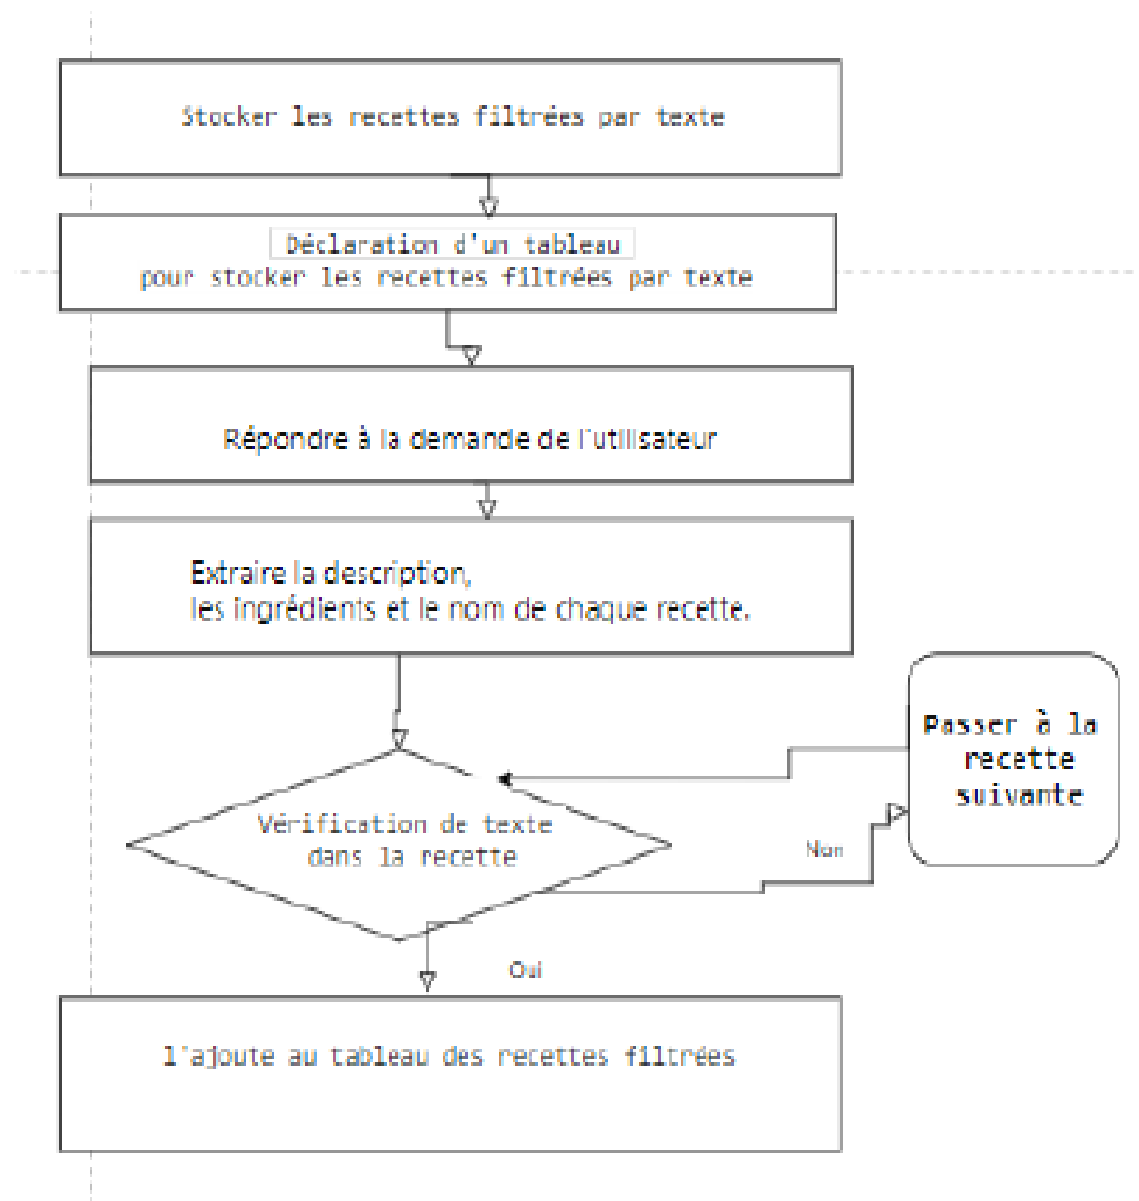 Stocker les recettes filtrées par texte
Déclaration d'un tableau
pour stocker les recettes filtrées par texte
Répondre à la demande de l'utilisateur
Extraire la description,
les ingrédients et le nom de chaque recette.
Passer à la
recette
suivante
Vérification de texte
dans la recette
Non
Oui
l'ajoute au tableau des recettes filtrées